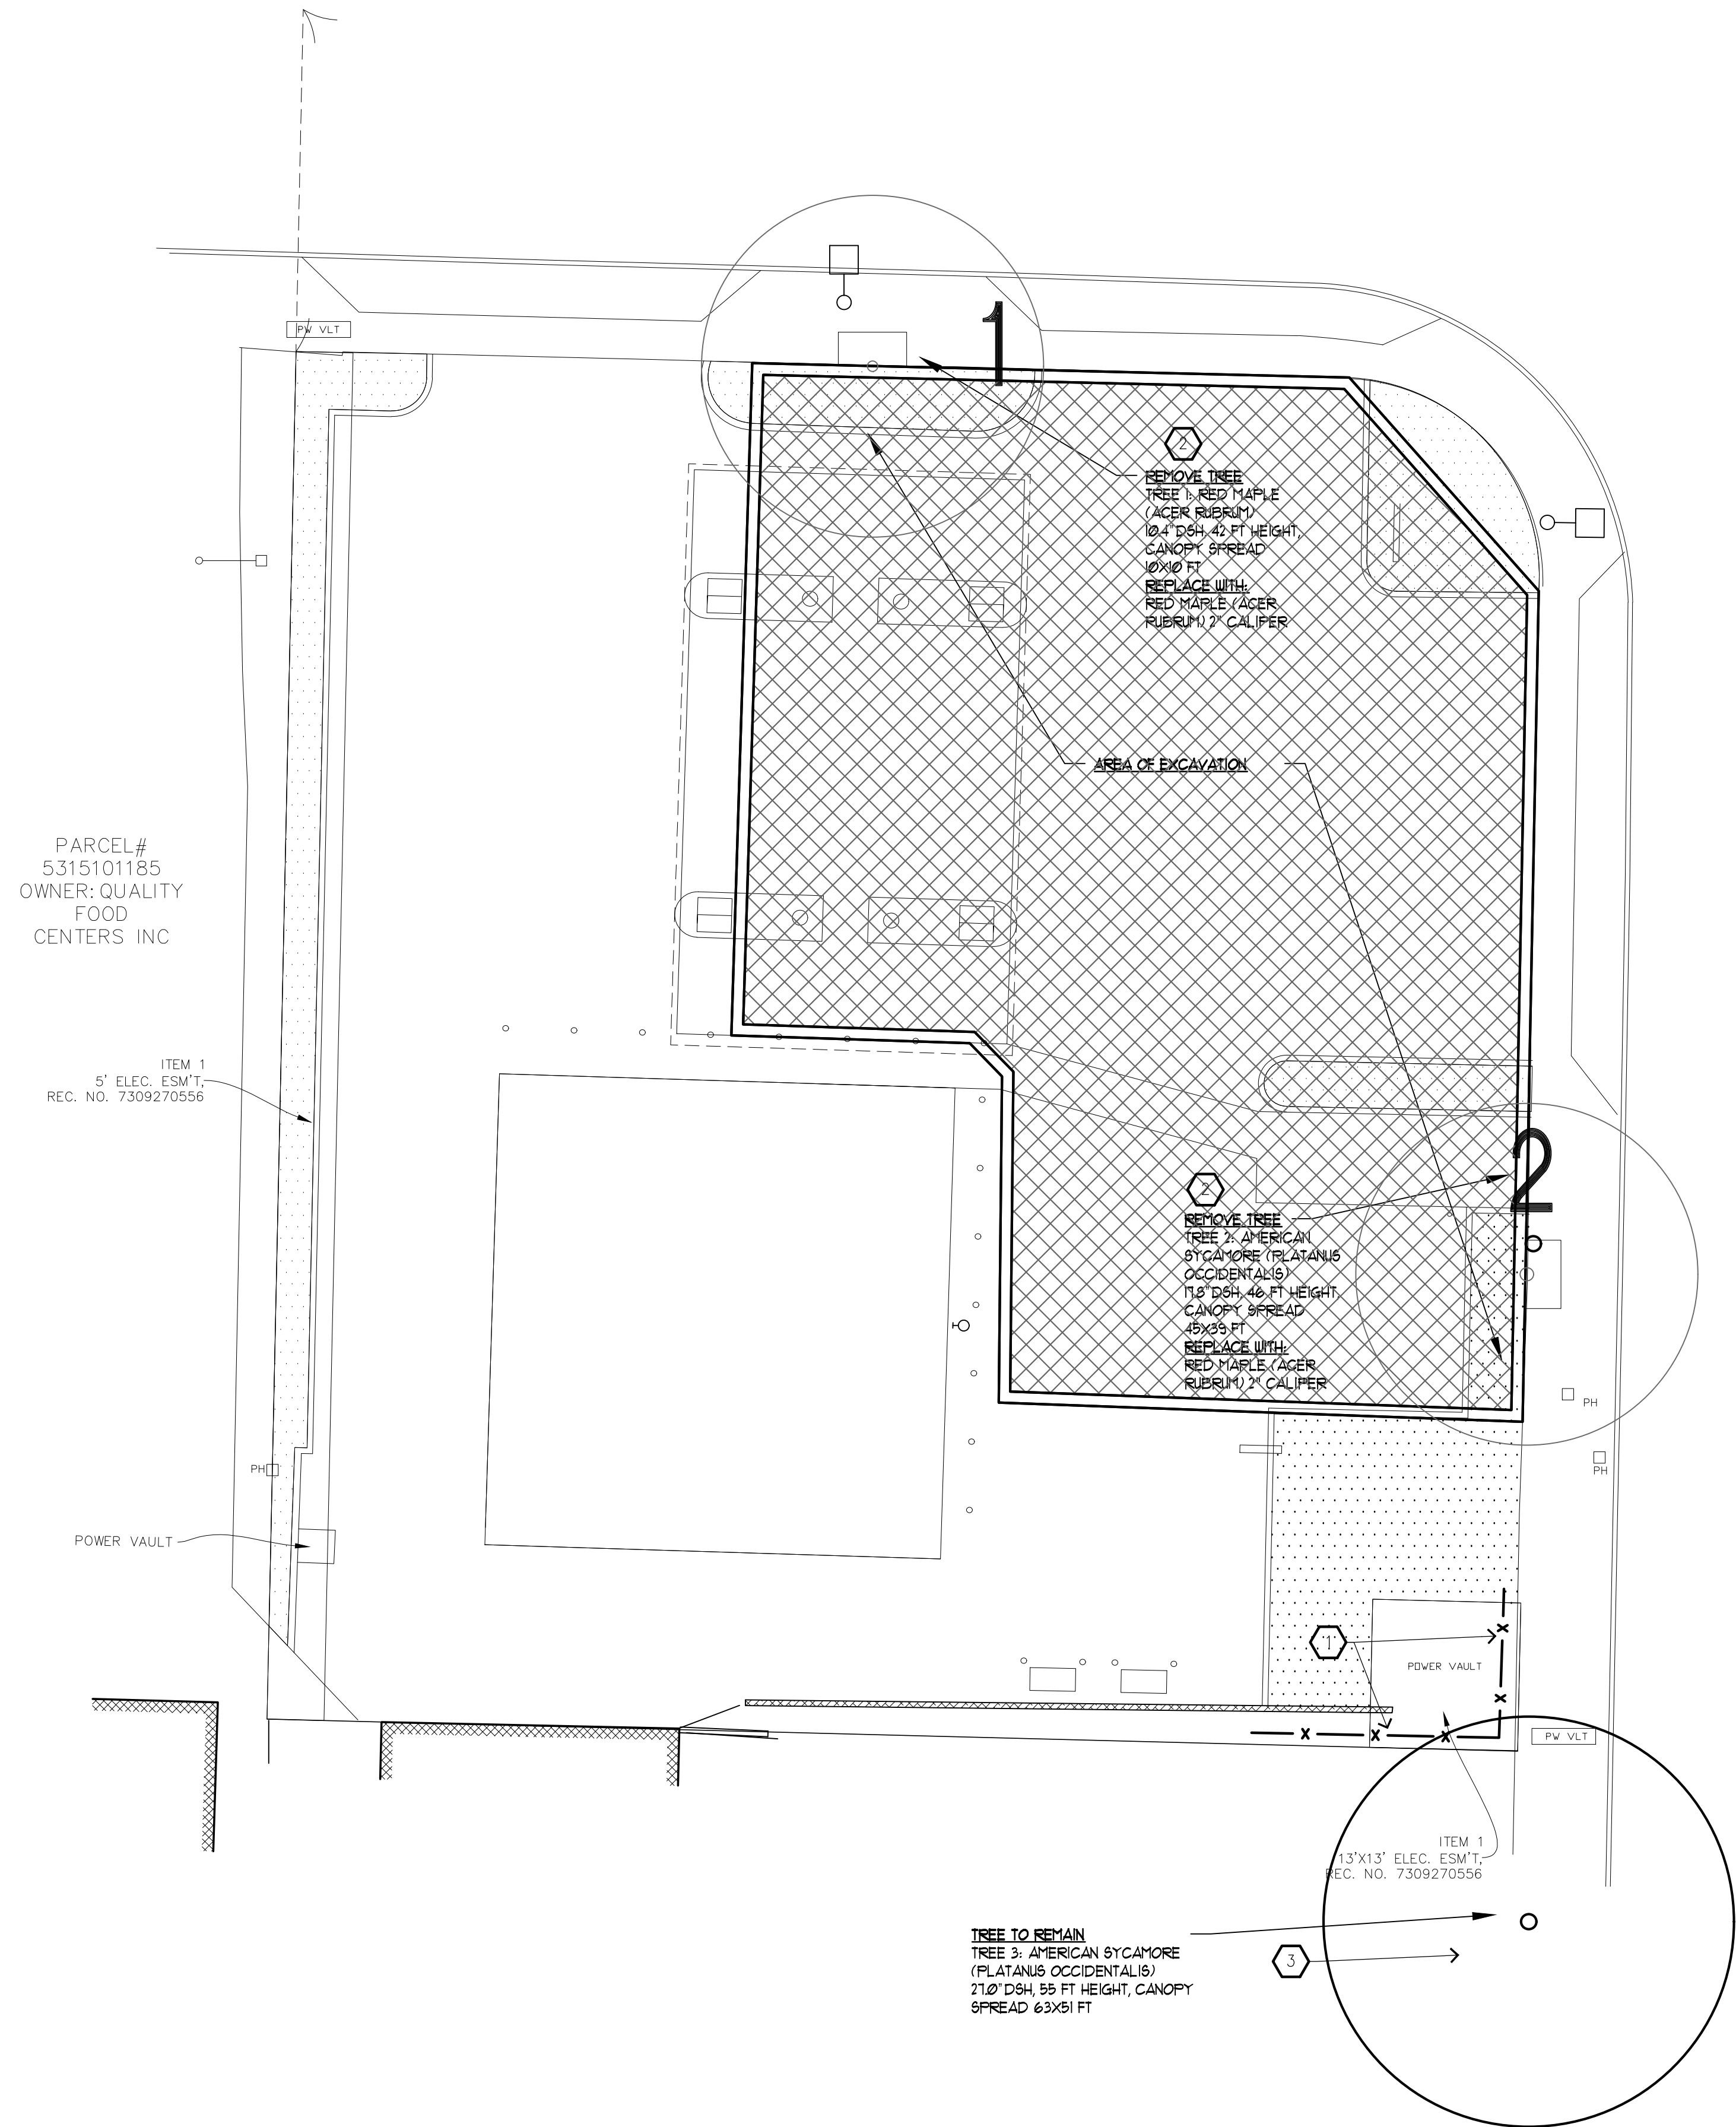 1
PW VLT
2
REMOVE TREE
TREE 1: RED MAPLE
(ACER RUBRUM)
10.4" DSH, 42 FT HEIGHT,
CANOPY SPREAD
10X10 FT
REPLACE WITH:
RED MAPLE (ACER
RUBRUM) 2" CALIPER
AREA OF EXCAVATION
PARCEL#
5315101185
OWNER: QUALITY
FOOD
CENTERS INC
ITEM 1
5' ELEC. ESM'T,
REC. NO. 7309270556
2
2
REMOVE TREE
TREE 2: AMERICAN
SYCAMORE (PLATANUS
OCCIDENTALIS)
17.8" DSH, 46 FT HEIGHT,
CANOPY SPREAD
45X39 FT
REPLACE WITH:
RED MAPLE (ACER
RUBRUM) 2" CALIPER
PH
PH
PH
POWER VAULT
1
POWER VAULT
X
X
X
X
X
PW VLT
ITEM 1
13'X13' ELEC. ESM'T,
REC. NO. 7309270556
TREE TO REMAIN
TREE 3: AMERICAN SYCAMORE
(PLATANUS OCCIDENTALIS)
27.0" DSH, 55 FT HEIGHT, CANOPY
SPREAD 63X51 FT
3